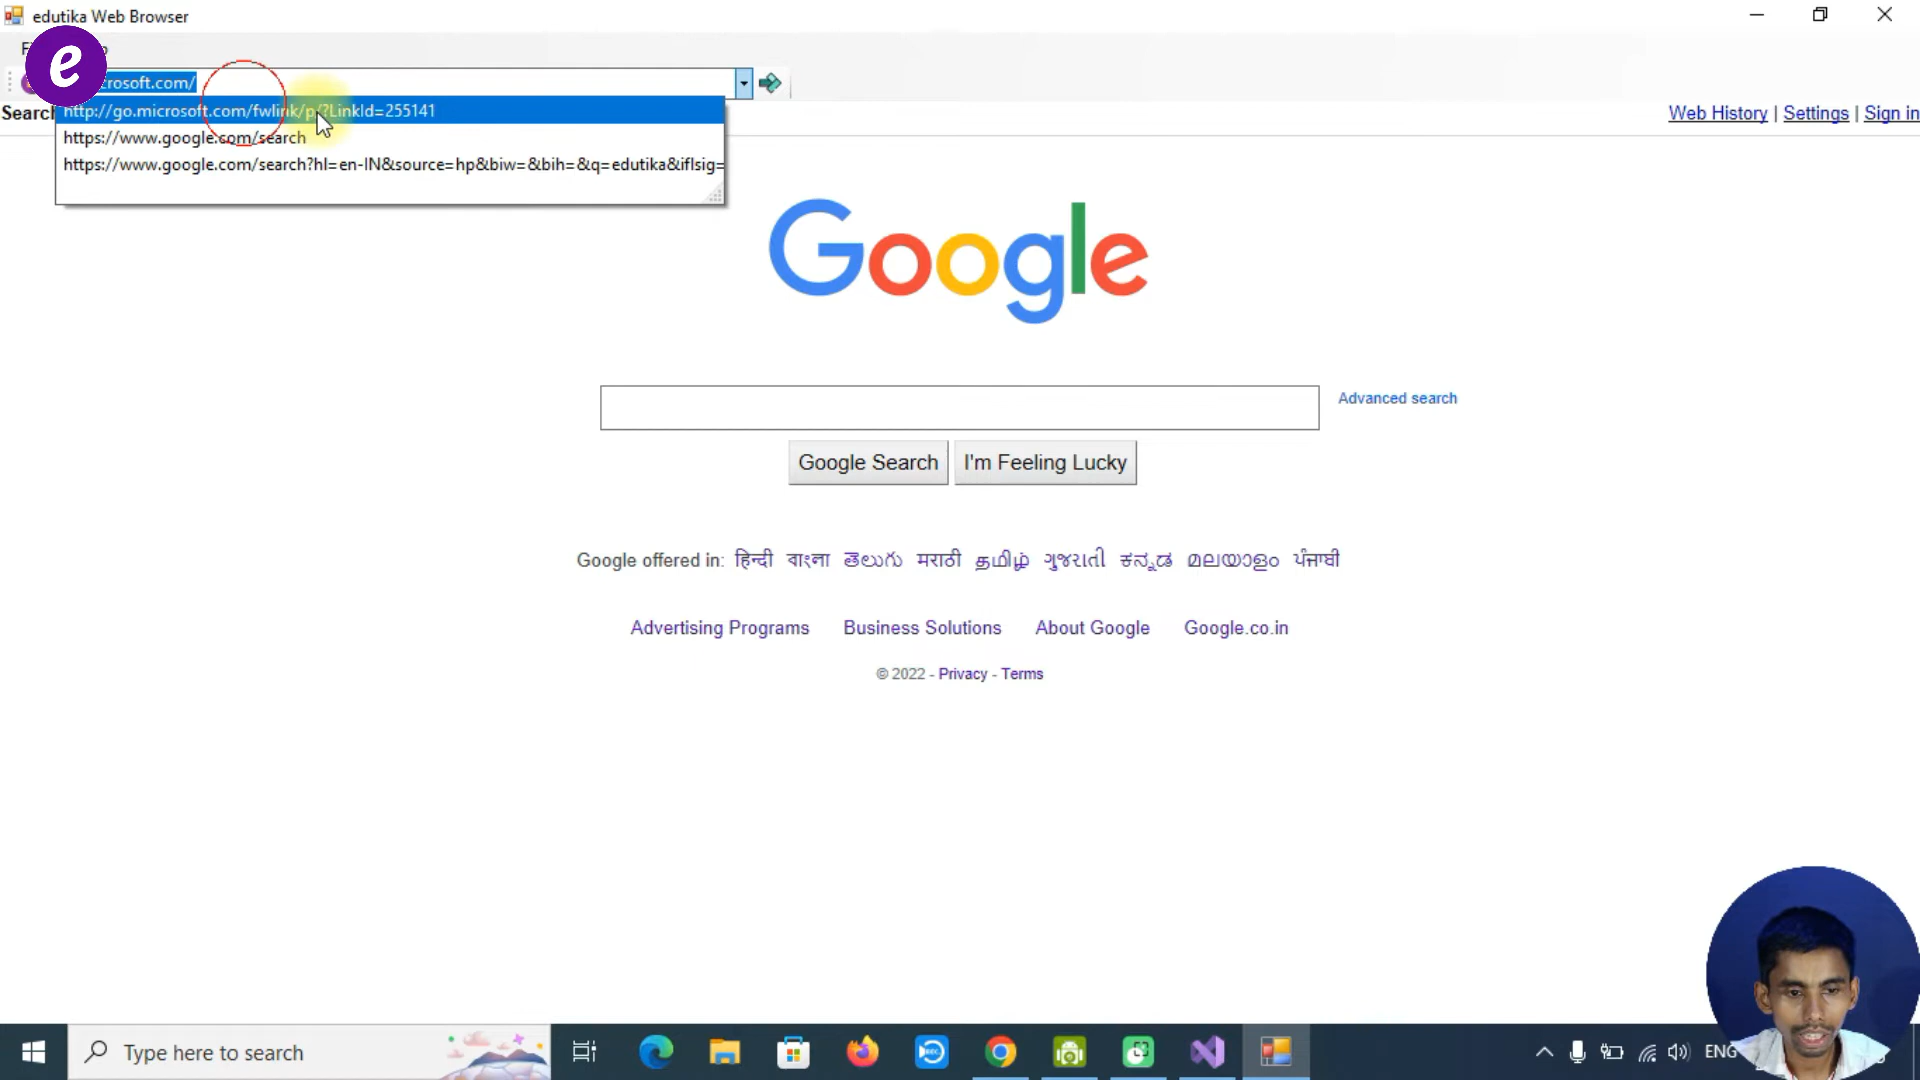 edutika Web Browser
e
crosoft.com/
http://go.microsoft.com/fwlink/p/?LinkId=255141
https://www.google.com/search
https://www.google.com/search?hl=en-IN&source=hp&biw=&bih=&q=edutika&iflsig=
Search
Web History | Settings | Sign in
Google
Advanced search
Google Search
I'm Feeling Lucky
Google offered in: हिन्दी বাংলা తెలుగు मराठी தமிழ் ગુજરાતી ಕನ್ನಡ മലയാളം ਪੰਜਾਬੀ
Advertising Programs Business Solutions About Google Google.co.in
© 2022 - Privacy - Terms
Type here to search
ENG